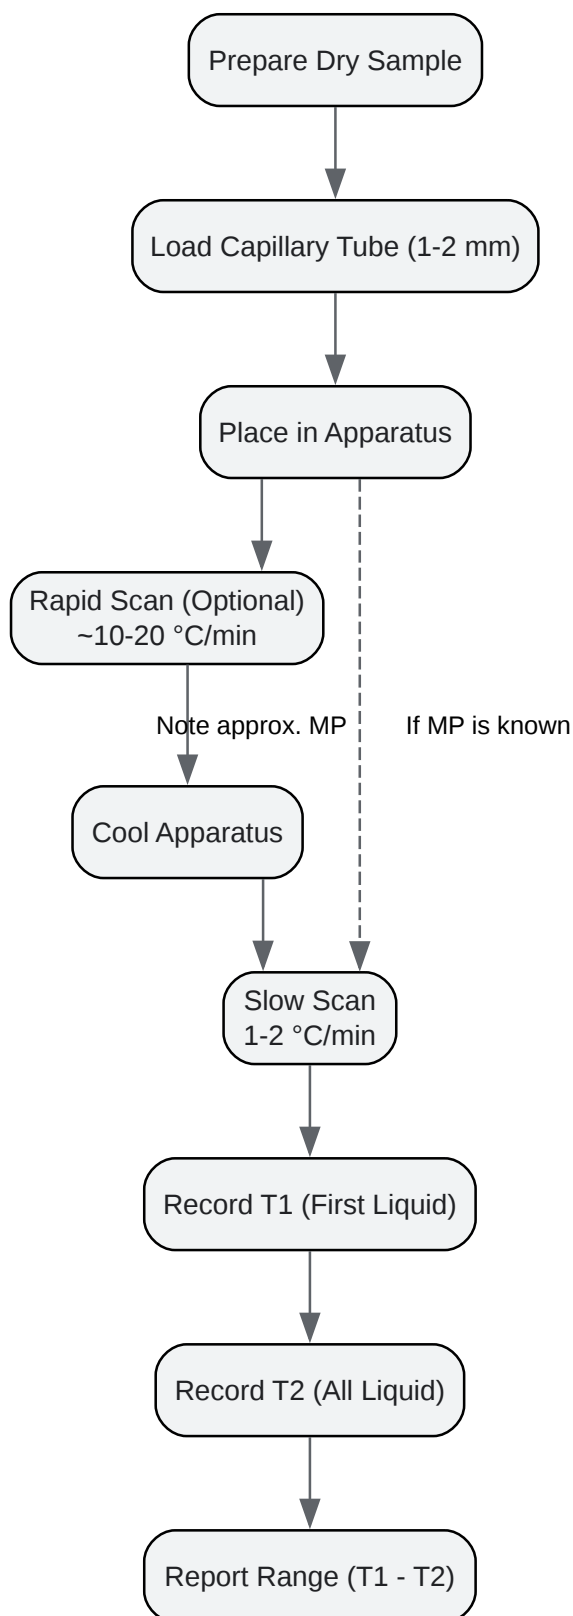 Prepare Dry Sample
Load Capillary Tube (1-2 mm)
Place in Apparatus
Rapid Scan (Optional)
~10-20 °C/min
Note approx. MP
If MP is known
Cool Apparatus
Slow Scan
1-2 °C/min
Record T1 (First Liquid)
Record T2 (All Liquid)
Report Range (T1 - T2)